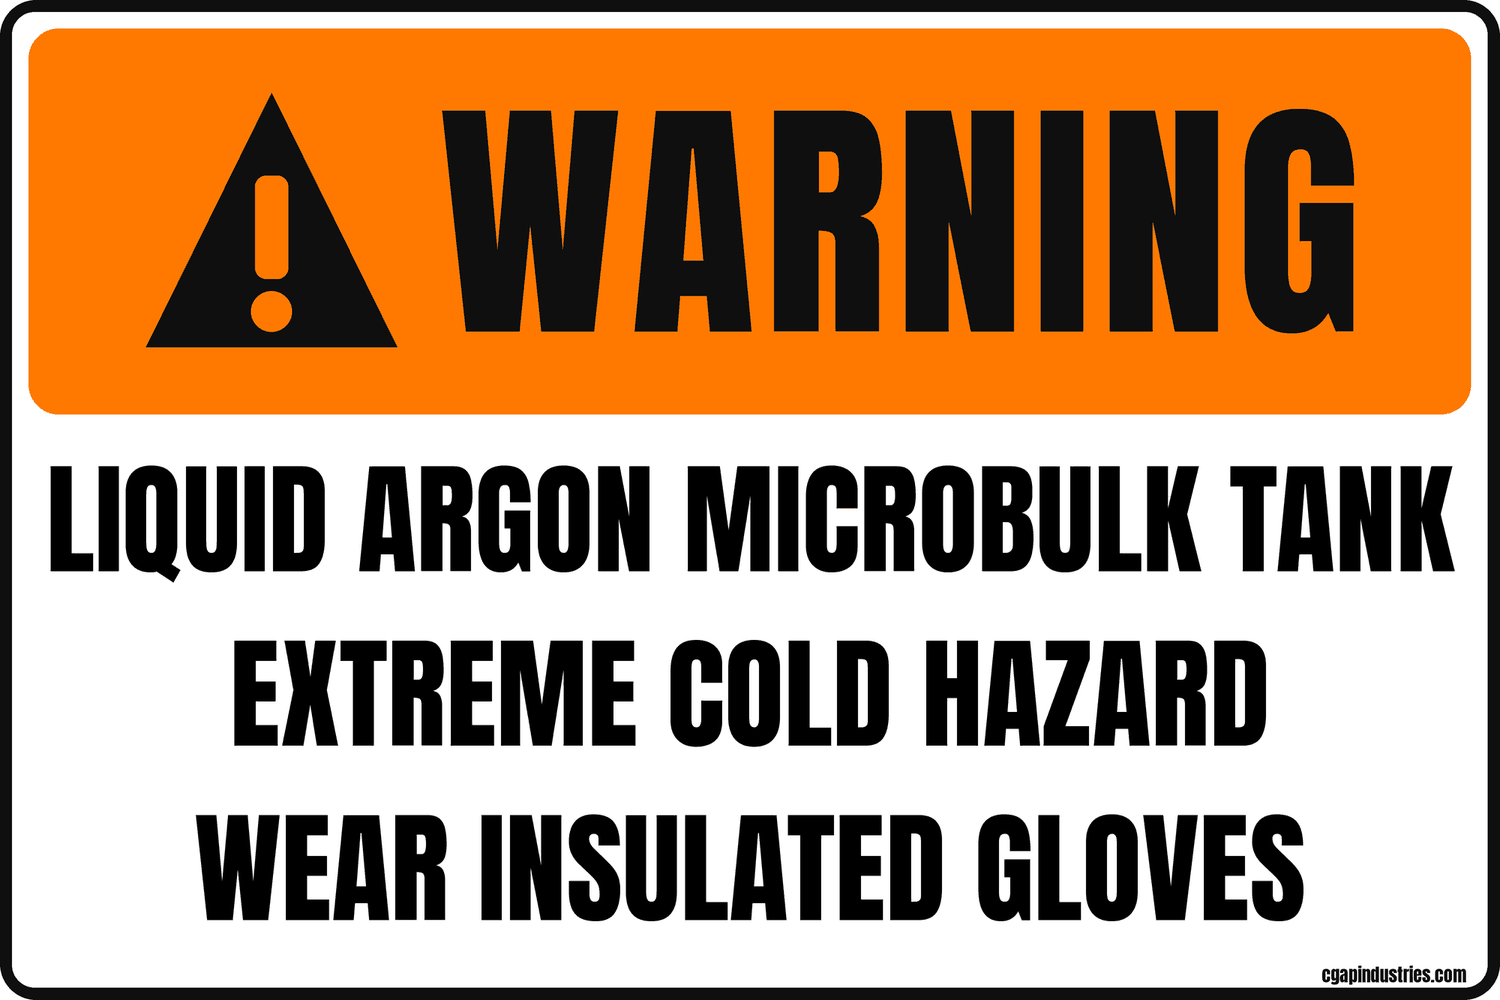 WARNING
LIQUID ARGON MICROBULK TANK
EXTREME COLD HAZARD
WEAR INSULATED GLOVES
cgapindustries.com